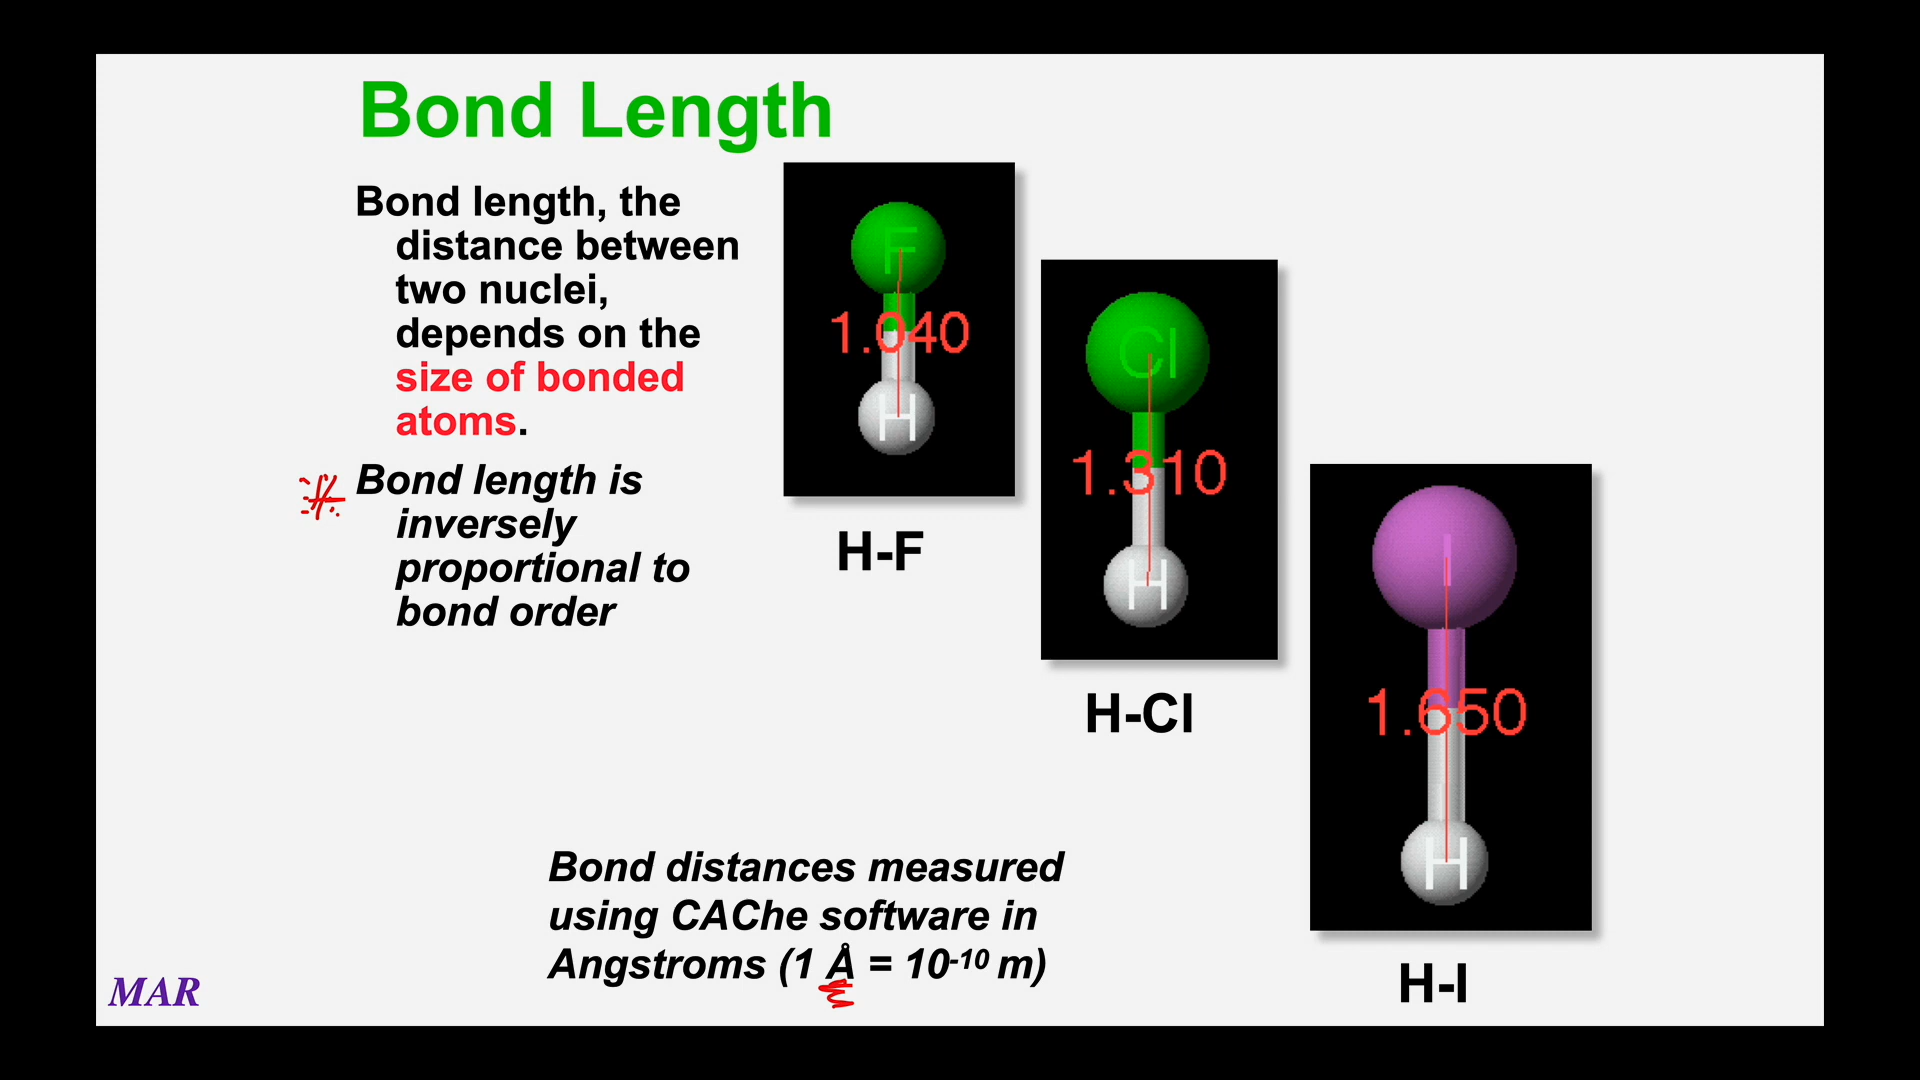 Bond Length
Bond length, the
distance between
two nuclei,
depends on the
size of bonded
atoms.
Bond length is
inversely
proportional to
bond order
F
1.040
H
H-F
Cl
1.310
H
H-Cl
I
1.650
H
H-I
Bond distances measured
using CAChe software in
Angstroms (1 Å = 10-10 m)
MAR